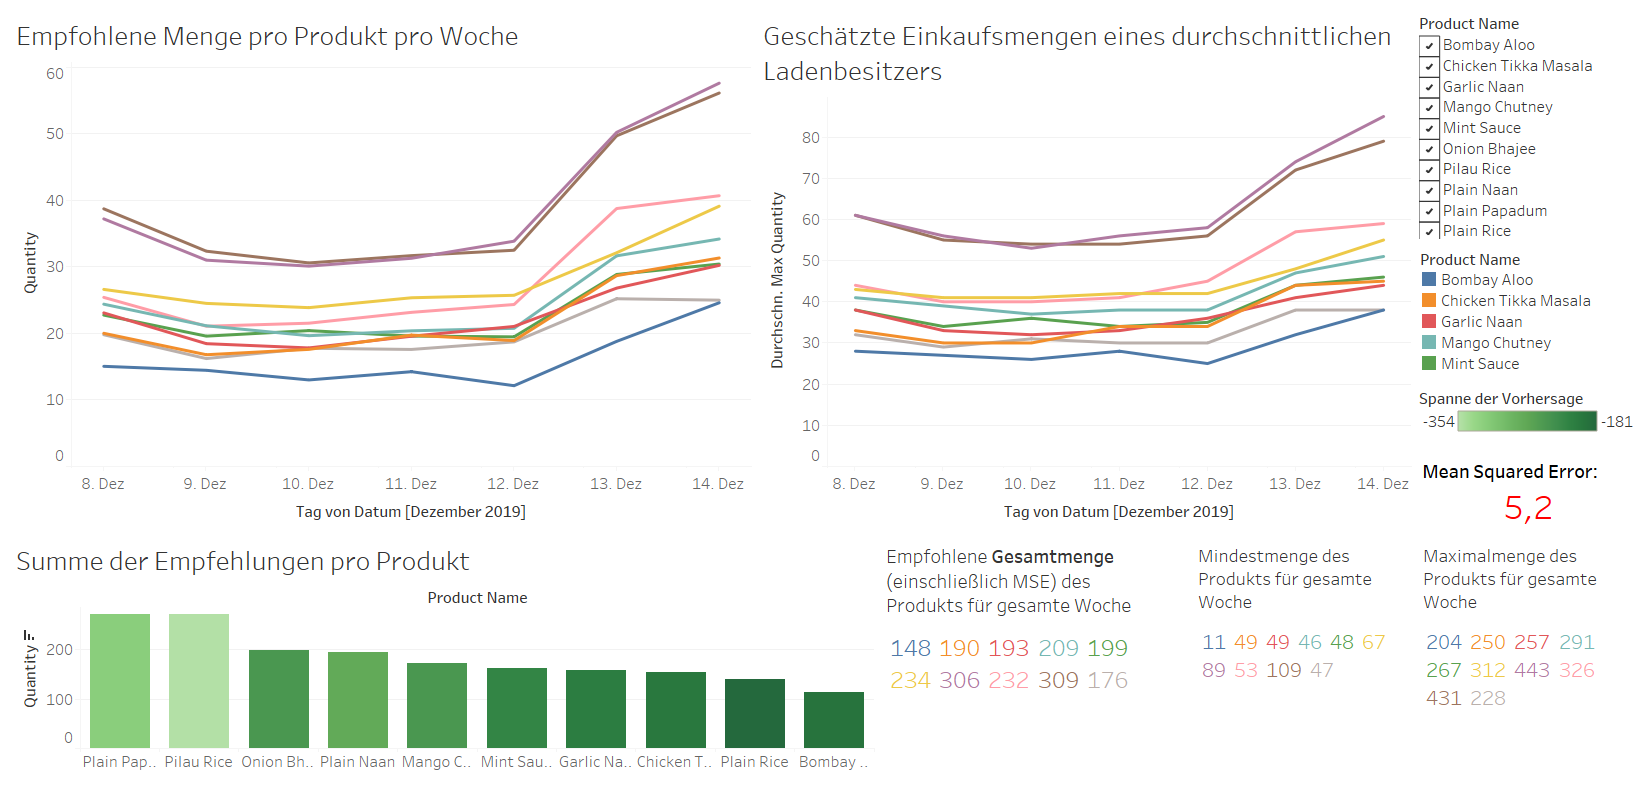 Empfohlene Menge pro Produkt pro Woche
60
50
40
30
20
10
0
Quantity
8. Dez 9. Dez 10. Dez 11. Dez 12. Dez 13. Dez 14. Dez
Tag von Datum [Dezember 2019]
Geschätzte Einkaufsmengen eines durchschnittlichen
Ladenbesitzers
80
70
60
50
40
30
20
10
0
Durchschn. Max Quantity
8. Dez 9. Dez 10. Dez 11. Dez 12. Dez 13. Dez 14. Dez
Tag von Datum [Dezember 2019]
Product Name
Bombay Aloo
Chicken Tikka Masala
Garlic Naan
Mango Chutney
Mint Sauce
Onion Bhajee
Pilau Rice
Plain Naan
Plain Papadum
Plain Rice
Product Name
Bombay Aloo
Chicken Tikka Masala
Garlic Naan
Mango Chutney
Mint Sauce
Spanne der Vorhersage
-354 -181
Mean Squared Error:
5,2
Summe der Empfehlungen pro Produkt
Product Name
Quantity
200
100
0
Plain Pap.. Pilau Rice Onion Bh.. Plain Naan Mango C.. Mint Sau.. Garlic Na.. Chicken T.. Plain Rice Bombay ..
Empfohlene Gesamtmenge
(einschließlich MSE) des
Produkts für gesamte Woche
148 190 193 209 199
234 306 232 309 176
Mindestmenge des
Produkts für gesamte
Woche
11 49 49 46 48 67
89 53 109 47
Maximalmenge des
Produkts für gesamte
Woche
204 250 257 291
267 312 443 326
431 228